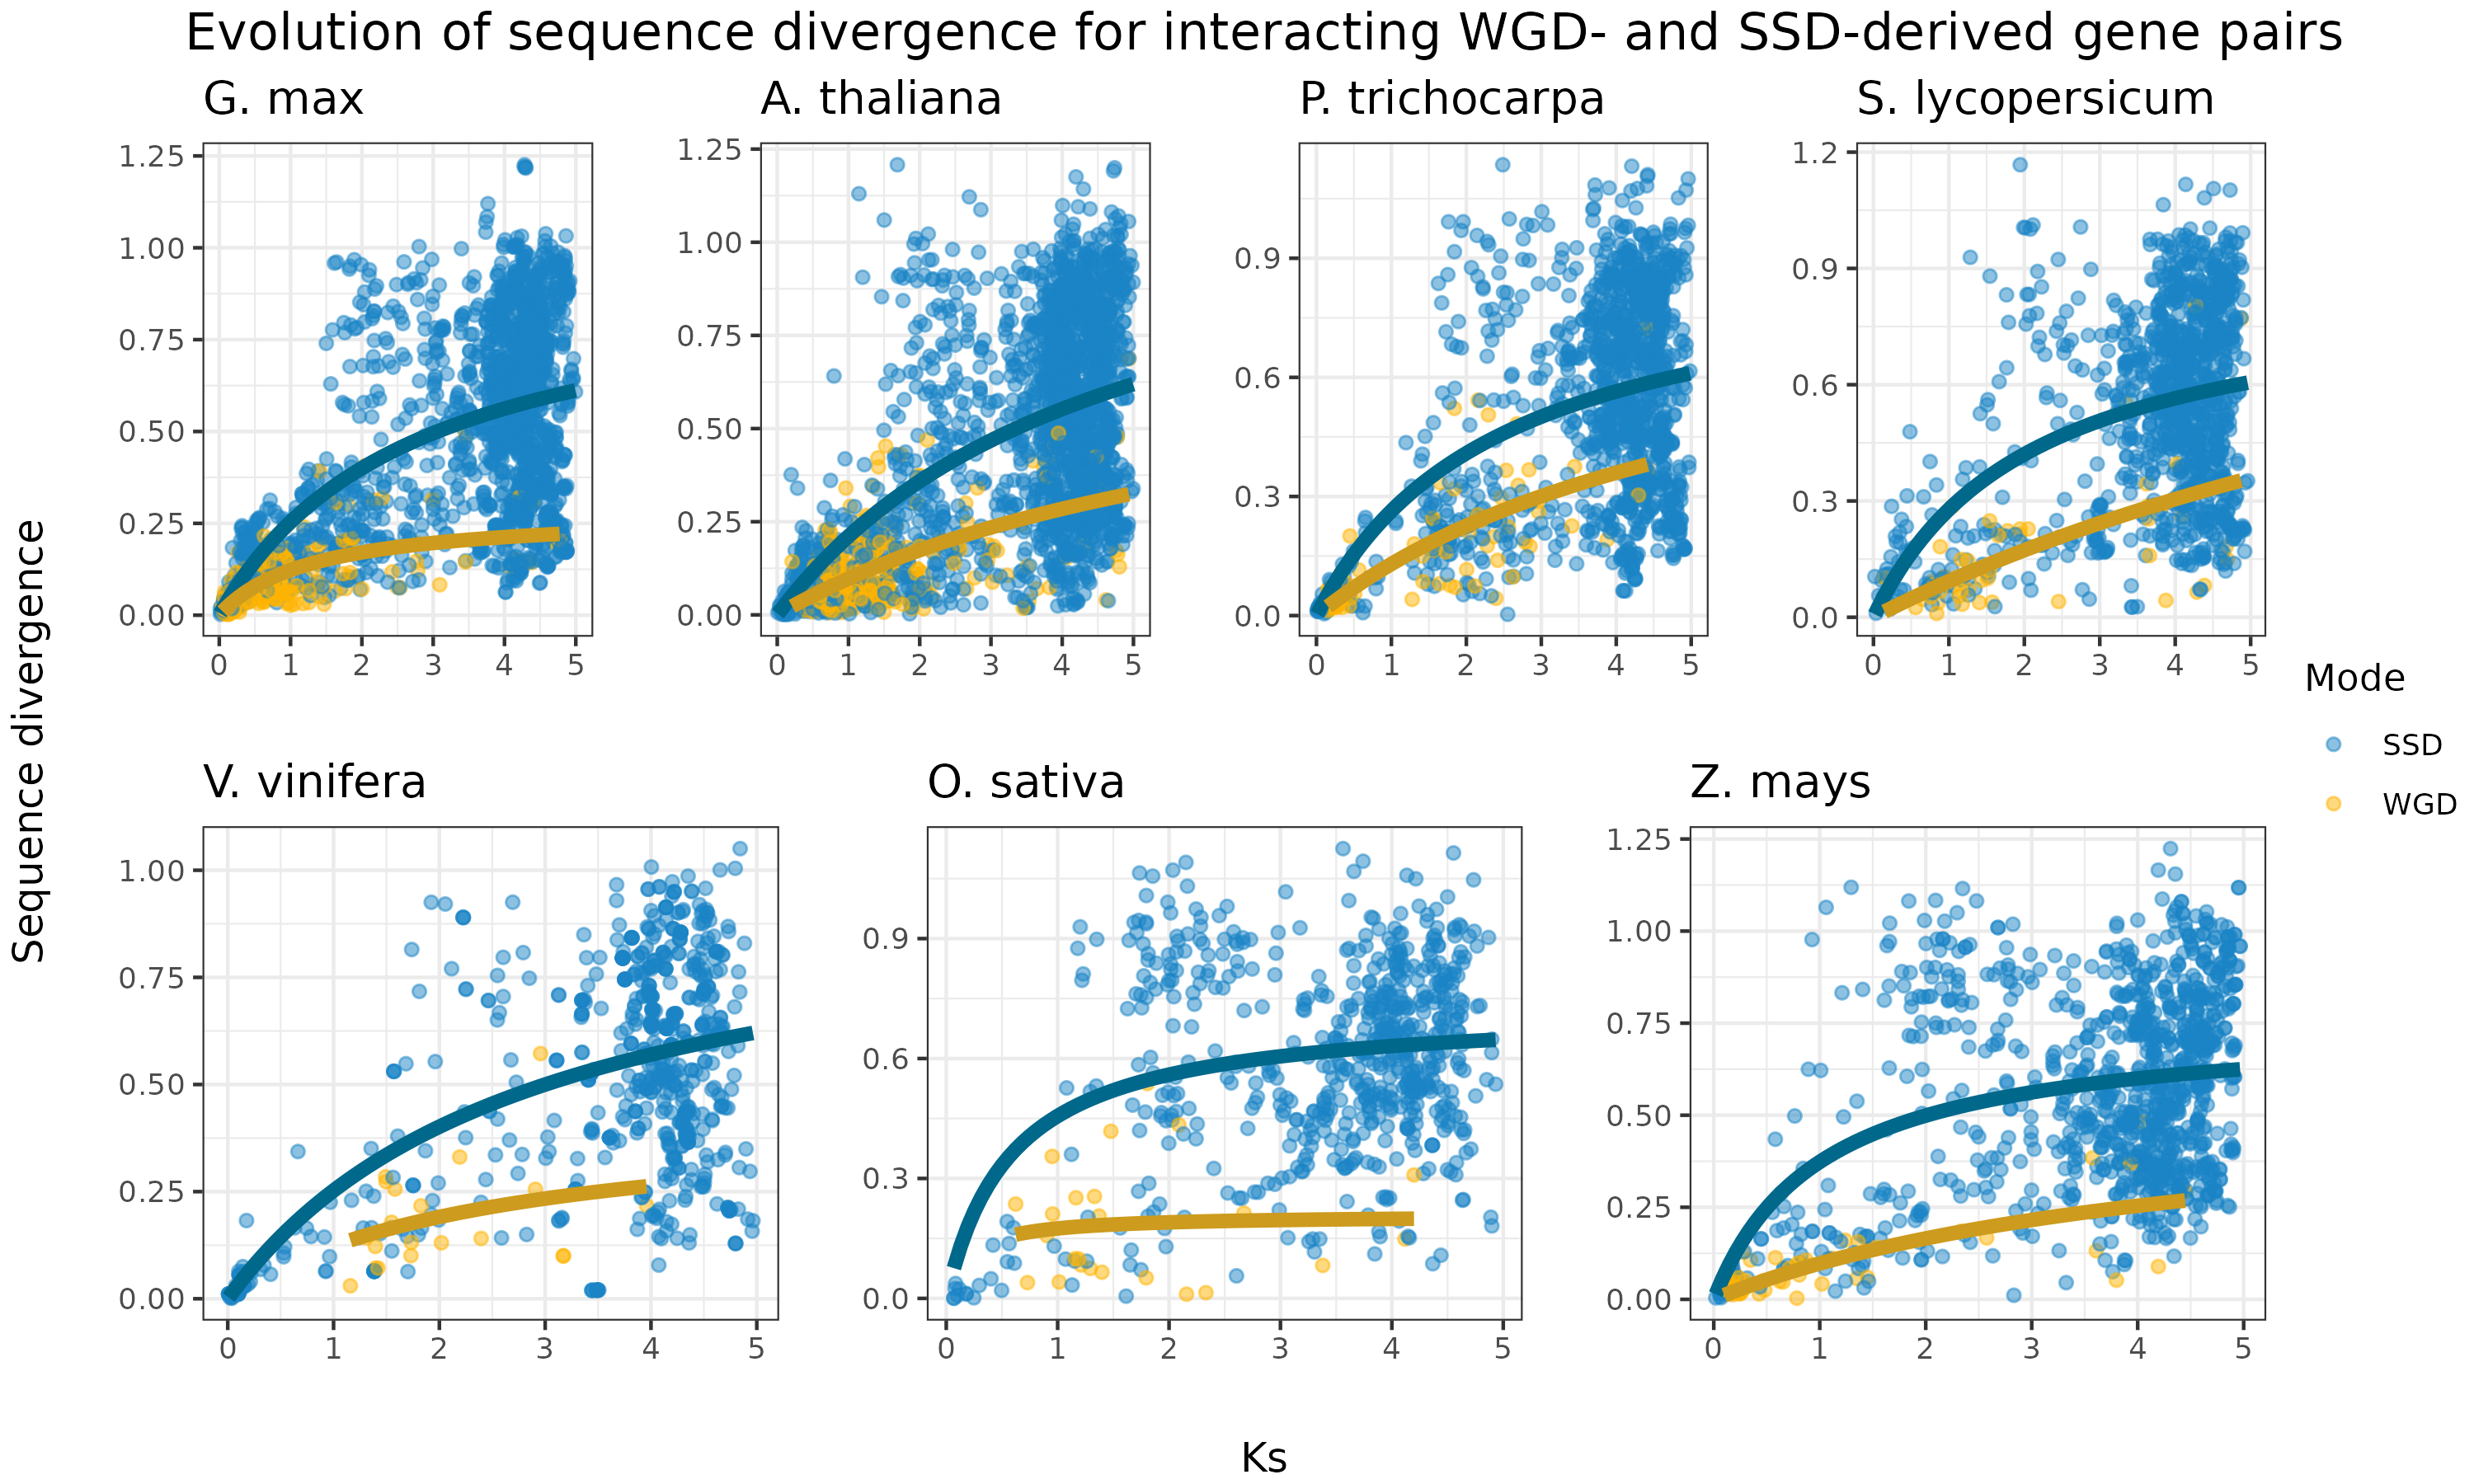 Evolution of sequence divergence for interacting WGD- and SSD-derived gene pairs
G. max
A. thaliana
P. trichocarpa
S. lycopersicum
1.25
1.00
0.75
0.50
0.25
0.00
0 1 2 3 4 5
1.25
1.00
0.75
0.50
0.25
0.00
0 1 2 3 4 5
0.9
0.6
0.3
0.0
0 1 2 3 4 5
1.2
0.9
0.6
0.3
0.0
0 1 2 3 4 5
Sequence divergence
Mode
SSD
WGD
V. vinifera
O. sativa
Z. mays
1.00
0.75
0.50
0.25
0.00
0 1 2 3 4 5
0.9
0.6
0.3
0.0
0 1 2 3 4 5
1.25
1.00
0.75
0.50
0.25
0.00
0 1 2 3 4 5
Ks